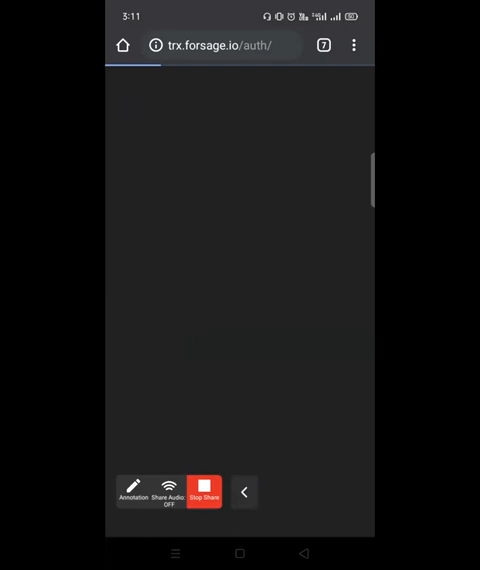 3:11
trx.forsage.io/auth/
7
Annotation
Share Audio:
OFF
Stop Share